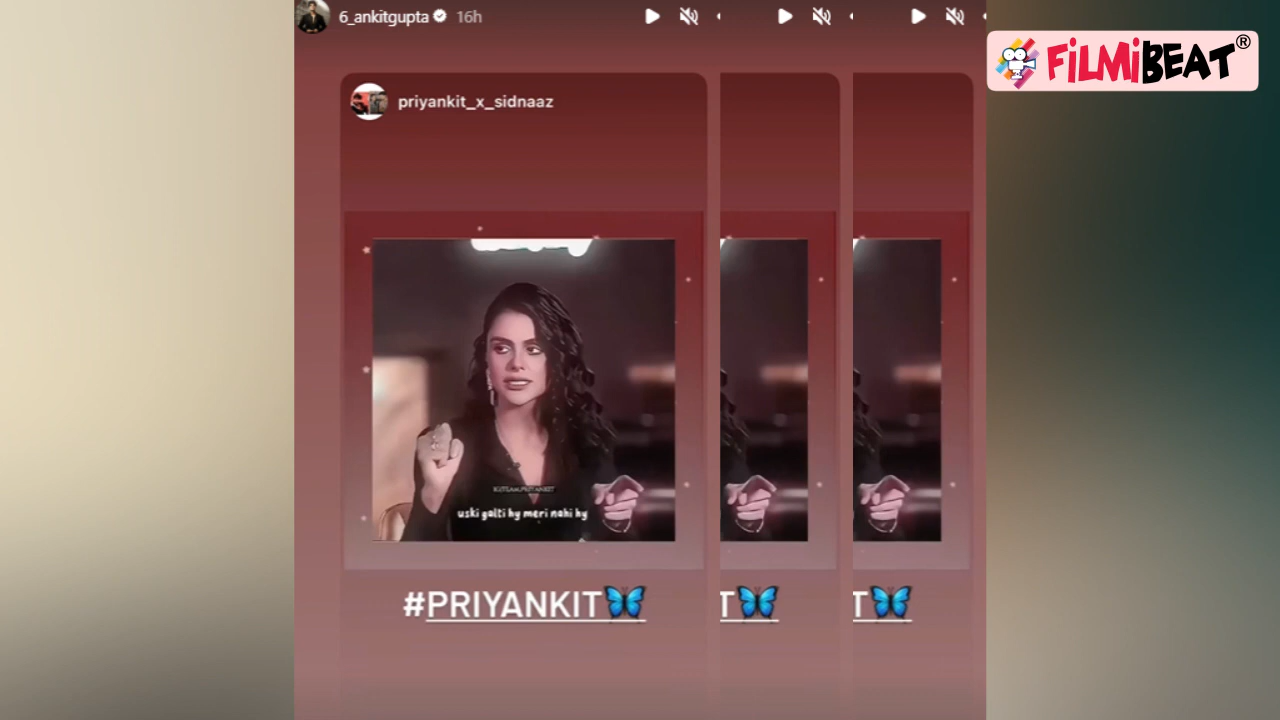 6_ankitgupta 16h
FiLMiBEAT®
priyankit_x_sidnaaz
uski galti hy meri nahi hy
#PRIYANKIT🦋
T🦋
T🦋